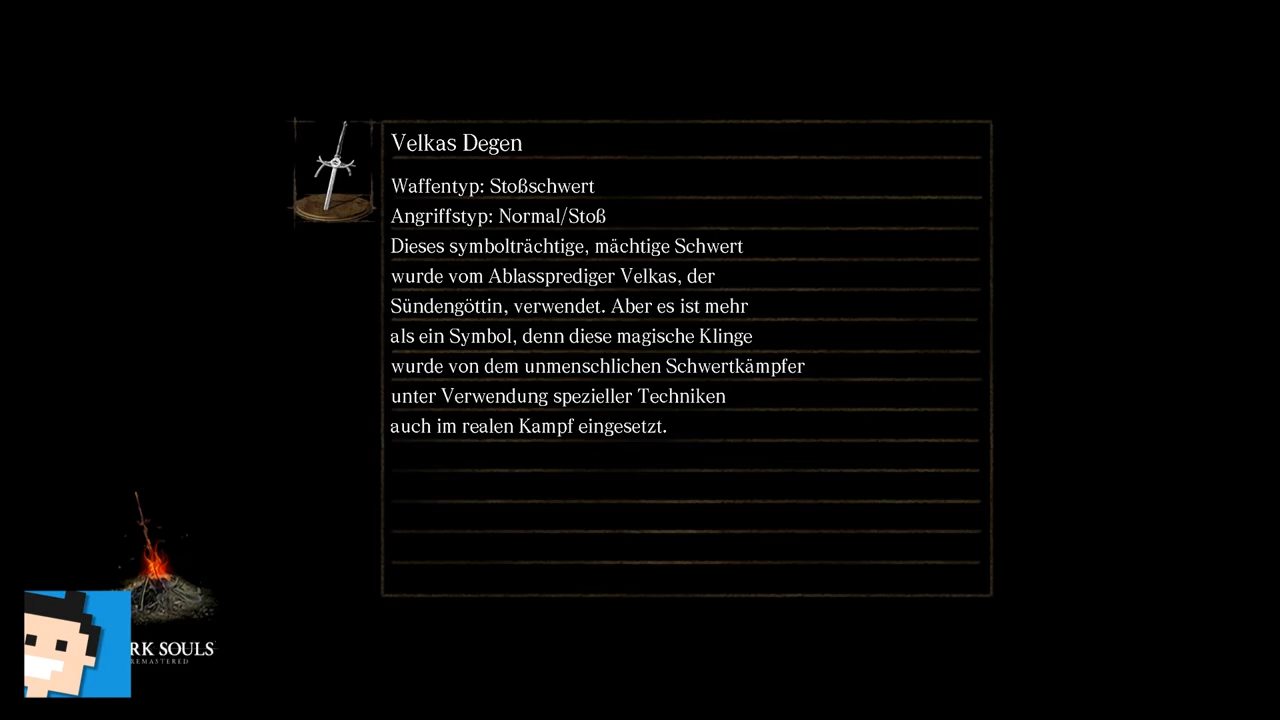 Velkas Degen
Waffentyp: Stoßschwert
Angriffstyp: Normal/Stoß
Dieses symbolträchtige, mächtige Schwert
wurde vom Ablassprediger Velkas, der
Sündengöttin, verwendet. Aber es ist mehr
als ein Symbol, denn diese magische Klinge
wurde von dem unmenschlichen Schwertkämpfer
unter Verwendung spezieller Techniken
auch im realen Kampf eingesetzt.
RK SOULS
REMASTERED